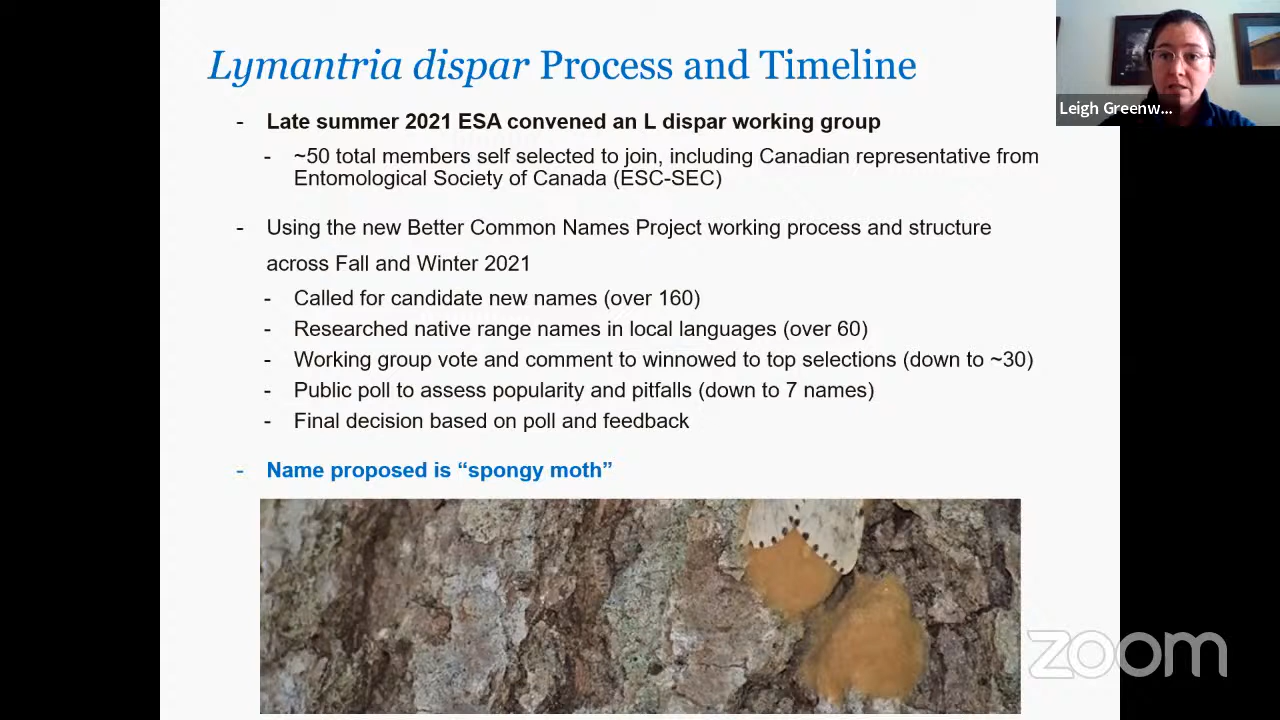 Lymantria dispar Process and Timeline
Leigh Greenw...
- Late summer 2021 ESA convened an L dispar working group
- ~50 total members self selected to join, including Canadian representative from
Entomological Society of Canada (ESC-SEC)
- Using the new Better Common Names Project working process and structure
across Fall and Winter 2021
- Called for candidate new names (over 160)
- Researched native range names in local languages (over 60)
- Working group vote and comment to winnowed to top selections (down to ~30)
- Public poll to assess popularity and pitfalls (down to 7 names)
- Final decision based on poll and feedback
- Name proposed is “spongy moth”
zoom